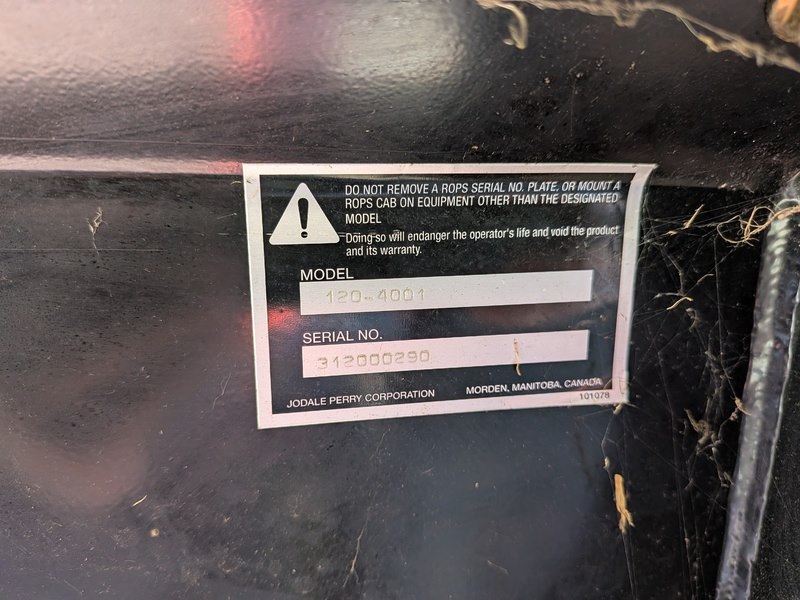 DO NOT REMOVE A ROPS SERIAL NO. PLATE, OR MOUNT A
ROPS CAB ON EQUIPMENT OTHER THAN THE DESIGNATED
MODEL
Doing so will endanger the operator's life and void the product
and its warranty.
MODEL
120-4001
SERIAL NO.
312000290
JODALE PERRY CORPORATION MORDEN, MANITOBA, CANADA
101078